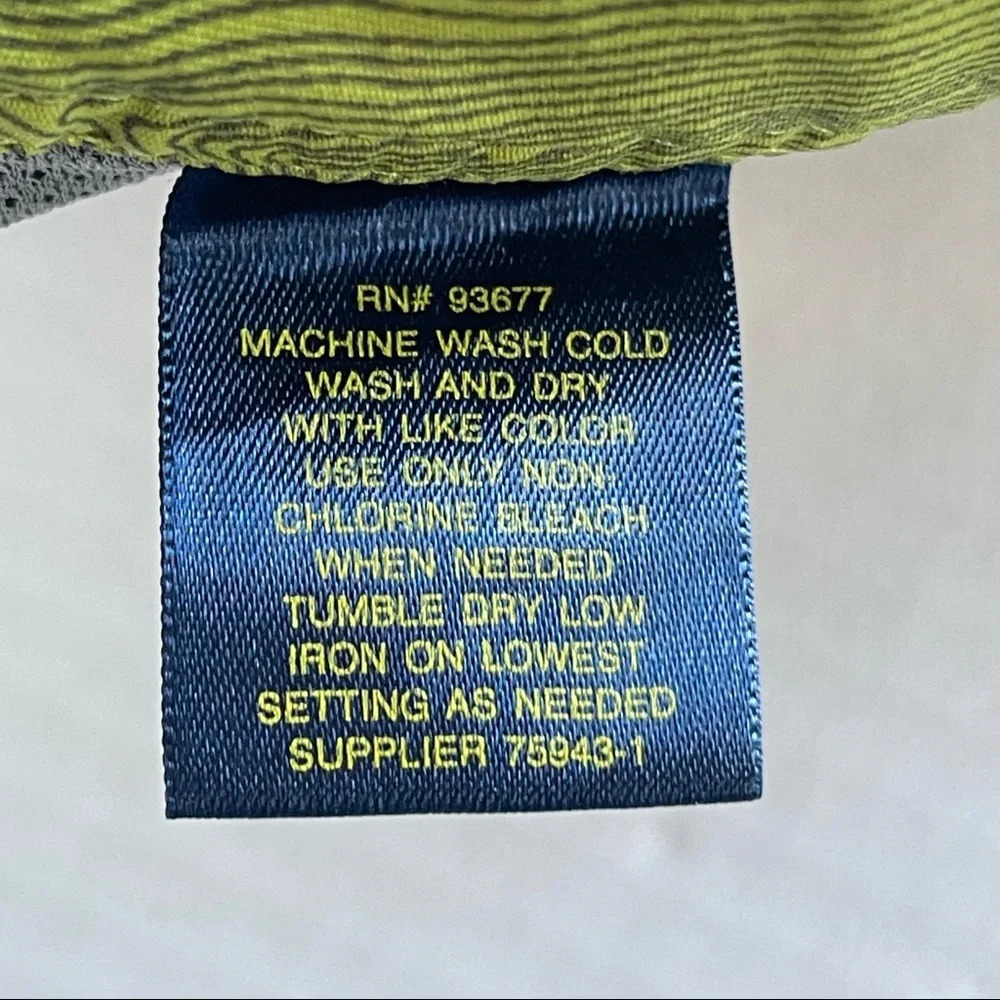 RN# 93677
MACHINE WASH COLD
WASH AND DRY
WITH LIKE COLOR
USE ONLY NON-
CHLORINE BLEACH
WHEN NEEDED
TUMBLE DRY LOW
IRON ON LOWEST
SETTING AS NEEDED
SUPPLIER 75943-1